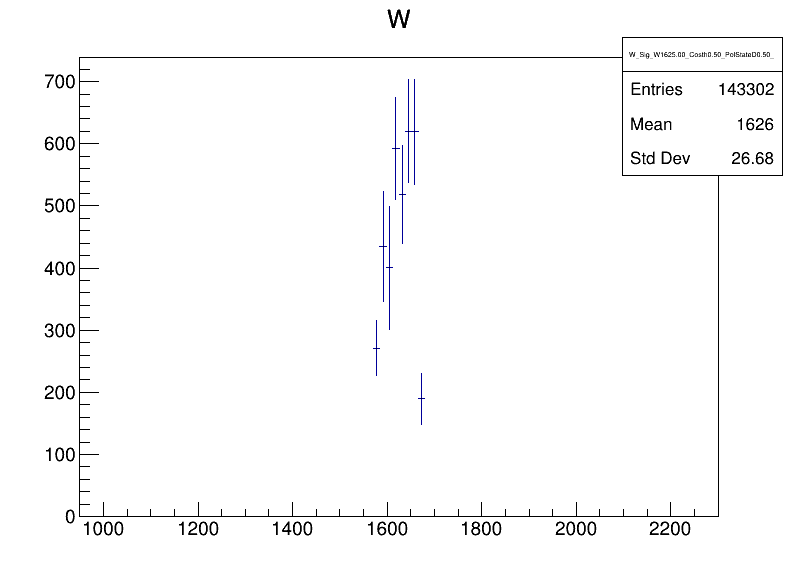 W
W_Sig_W1625.00_Costh0.50_PolStateD0.50_
Entries 143302
Mean 1626
Std Dev 26.68
700
600
500
400
300
200
100
0
1000 1200 1400 1600 1800 2000 2200